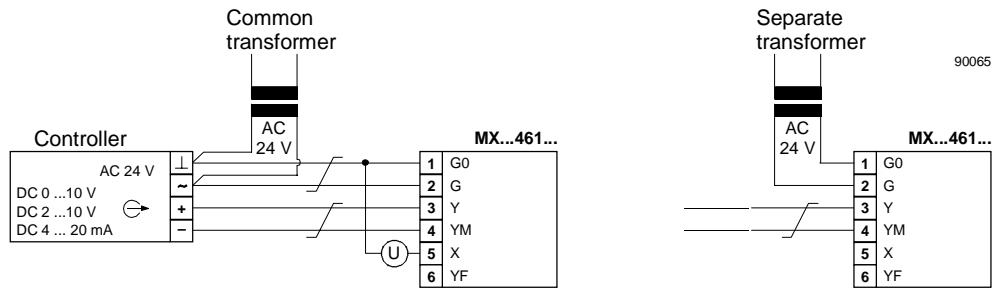 Common
transformer
Separate
transformer
90065
AC
24 V
AC
24 V
Controller
MX...461...
MX...461...
AC 24 V
⊥
~
+
−
DC 0 ...10 V
DC 2 ...10 V
DC 4 ... 20 mA
1 G0
2 G
3 Y
4 YM
5 X
6 YF
U
1 G0
2 G
3 Y
4 YM
5 X
6 YF